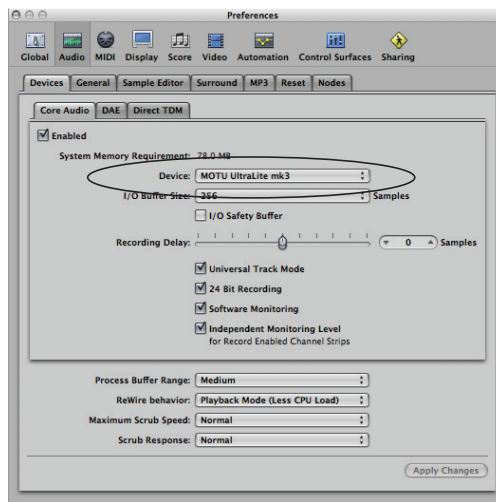 Preferences
Global Audio MIDI Display Score Video Automation Control Surfaces Sharing
Devices General Sample Editor Surround MP3 Reset Nodes
Core Audio DAE Direct TDM
Enabled
System Memory Requirement: 78.0 MB
Device: MOTU UltraLite mk3
I/O Buffer Size: 256 Samples
I/O Safety Buffer
Recording Delay: 0 Samples
Universal Track Mode
24 Bit Recording
Software Monitoring
Independent Monitoring Level
for Record Enabled Channel Strips
Process Buffer Range: Medium
ReWire behavior: Playback Mode (Less CPU Load)
Maximum Scrub Speed: Normal
Scrub Response: Normal
Apply Changes